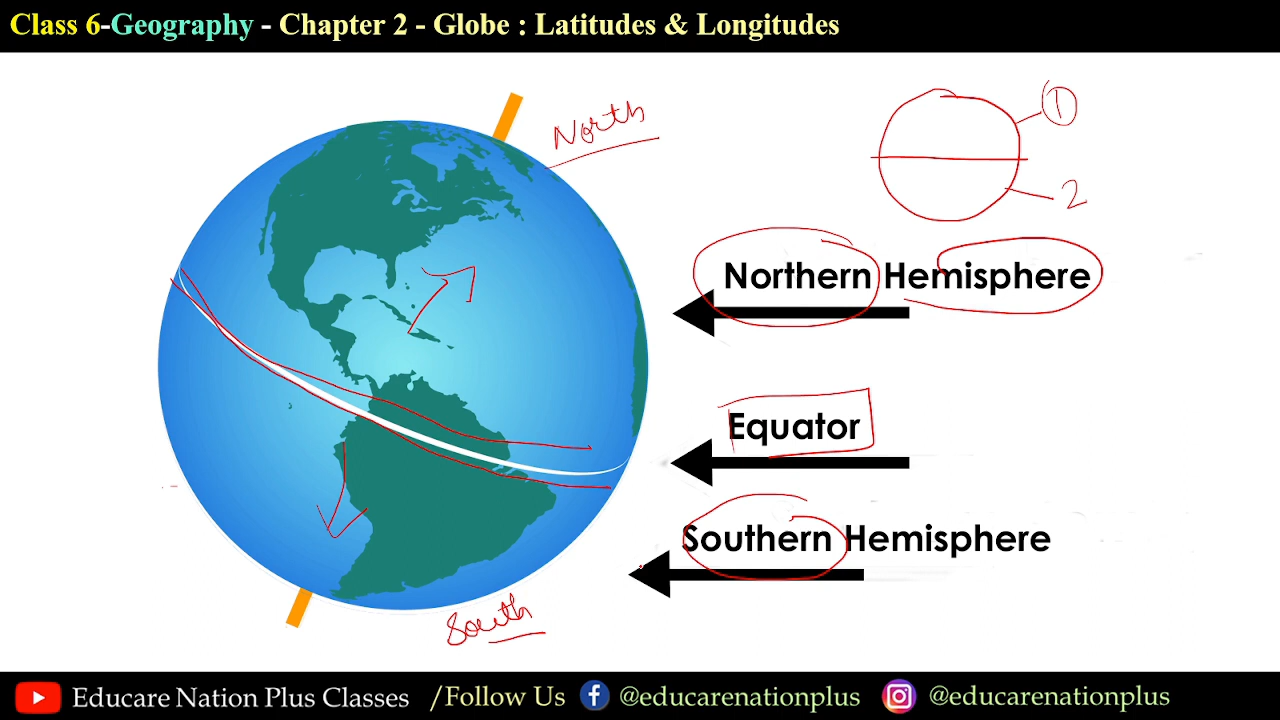 Class 6-Geography - Chapter 2 - Globe : Latitudes & Longitudes
North
1
2
Northern Hemisphere
Equator
Southern Hemisphere
South
Educare Nation Plus Classes /Follow Us @educarenationplus @educarenationplus